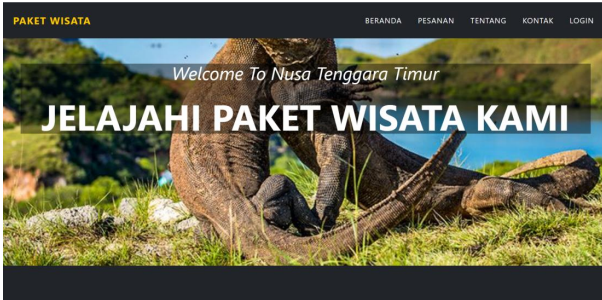 PAKET WISATA
BERANDA PESANAN TENTANG KONTAK LOGIN
Welcome To Nusa Tenggara Timur
JELAJAHI PAKET WISATA KAMI